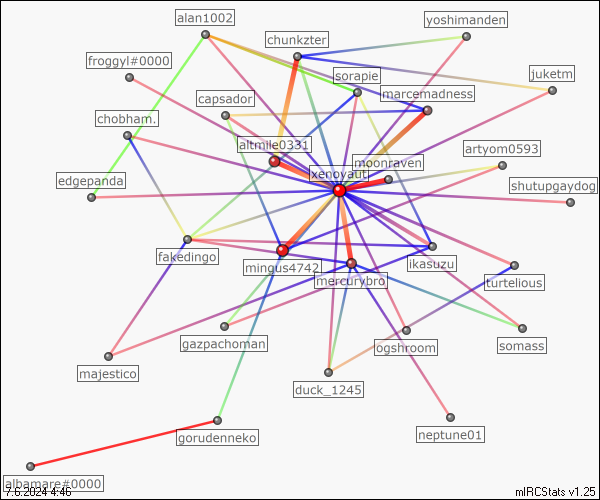 alan1002
yoshimanden
chunkzter
froggyl#0000
sorapie
juketm
capsador
marcemadness
chobham.
altmile0331
artyom0593
moonraven
xenoyaut
edgepanda
shutupgaydog
fakedingo
ikasuzu
mingus4742
mercurybro
turtelious
gazpachoman
ogshroom
somass
majestico
duck_1245
gorudenneko
neptune01
albamare#0000
7.6.2024 4:46
mIRCStats v1.25